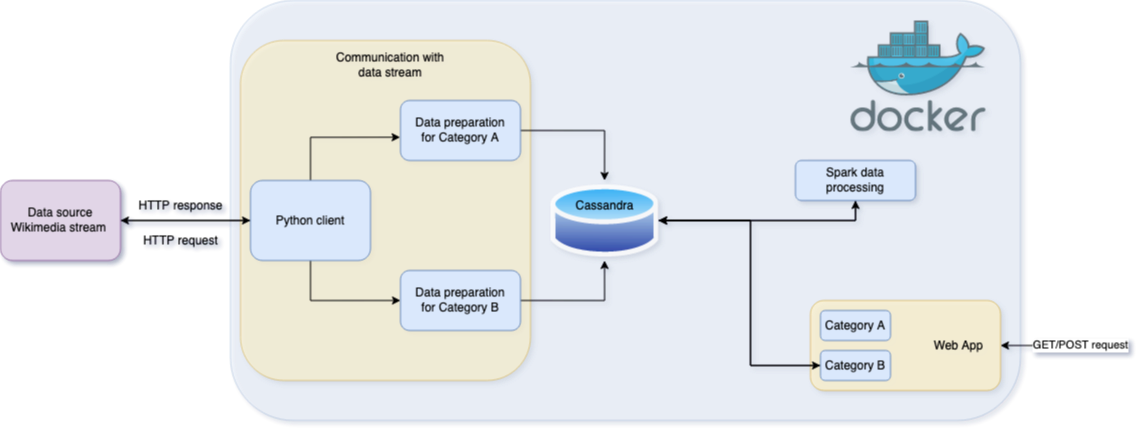 Communication with
data stream
docker
Data preparation
for Category A
Spark data
processing
Data source
Wikimedia stream
HTTP response
HTTP request
Python client
Cassandra
Data preparation
for Category B
Category A
Category B
Web App
GET/POST request